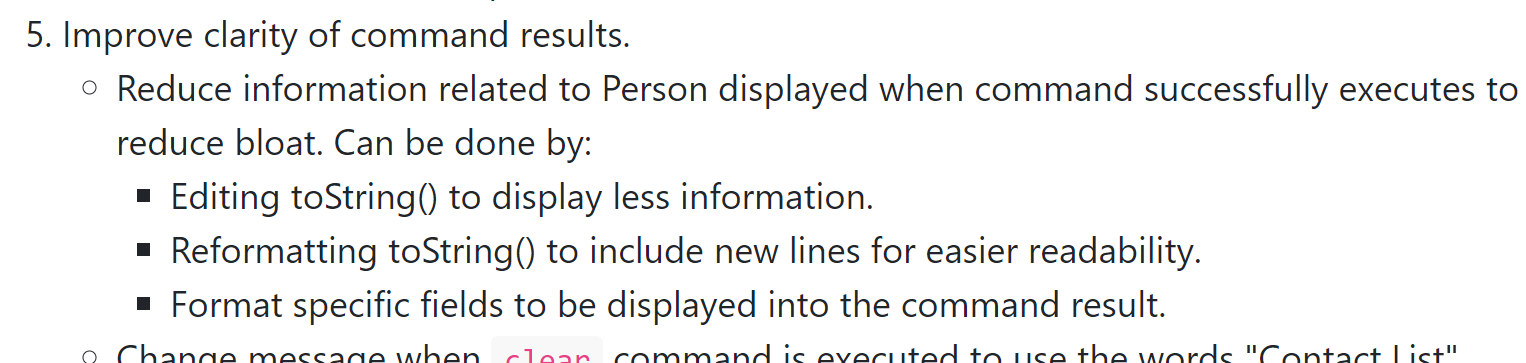 5. Improve clarity of command results.
Reduce information related to Person displayed when command successfully executes to
reduce bloat. Can be done by:
Editing toString() to display less information.
Reformatting toString() to include new lines for easier readability.
Format specific fields to be displayed into the command result.
Change message when clear command is executed to use the words "Contact List"